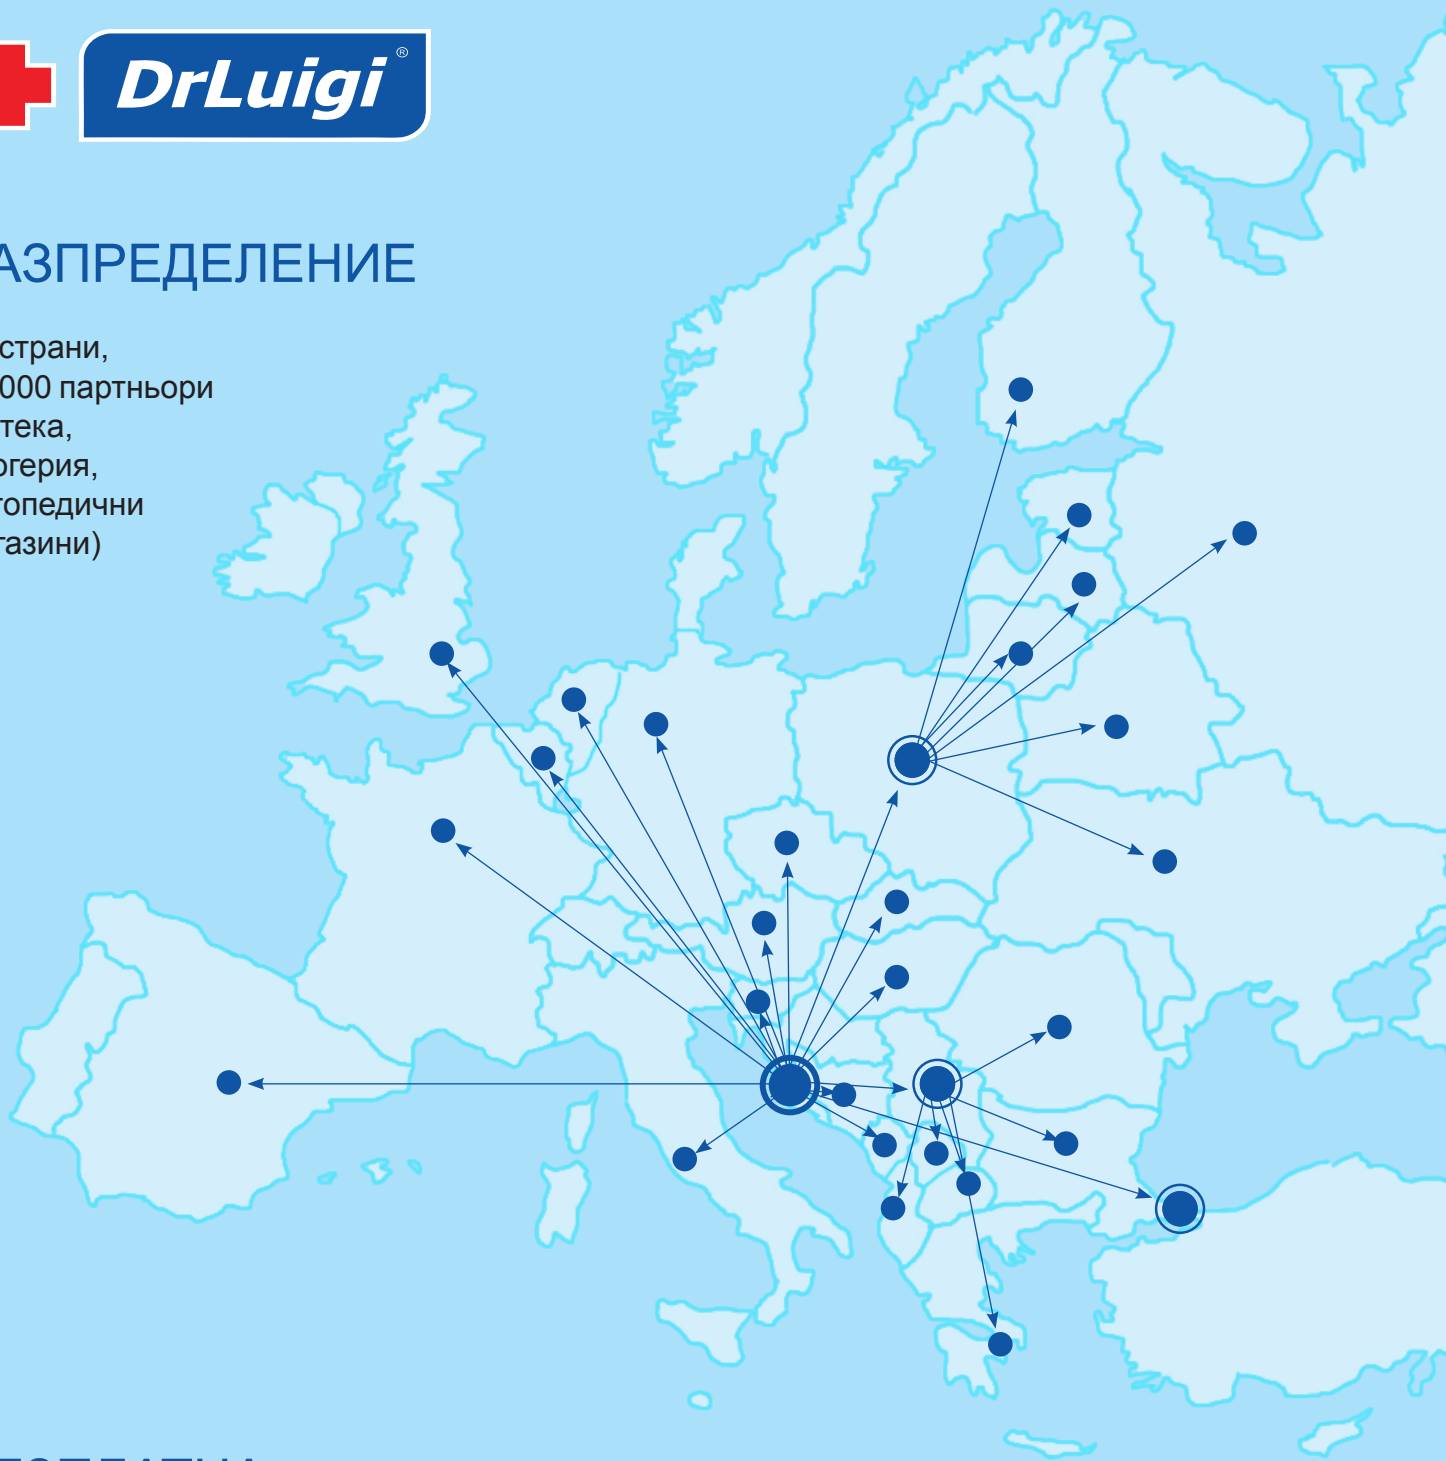 DrLuigi®
АЗПРЕДЕЛЕНИЕ
страни,
000 партньори
тека,
огерия,
топедични
газини)